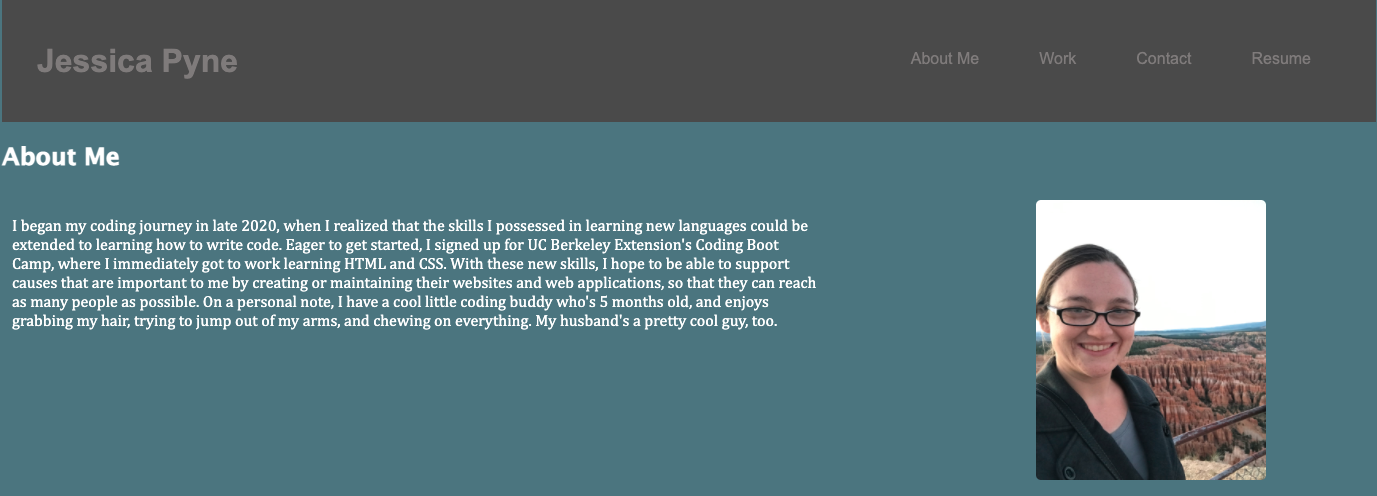 Jessica Pyne
About Me
Work
Contact
Resume
About Me
I began my coding journey in late 2020, when I realized that the skills I possessed in learning new languages could be
extended to learning how to write code. Eager to get started, I signed up for UC Berkeley Extension's Coding Boot
Camp, where I immediately got to work learning HTML and CSS. With these new skills, I hope to be able to support
causes that are important to me by creating or maintaining their websites and web applications, so that they can reach
as many people as possible. On a personal note, I have a cool little coding buddy who's 5 months old, and enjoys
grabbing my hair, trying to jump out of my arms, and chewing on everything. My husband's a pretty cool guy, too.